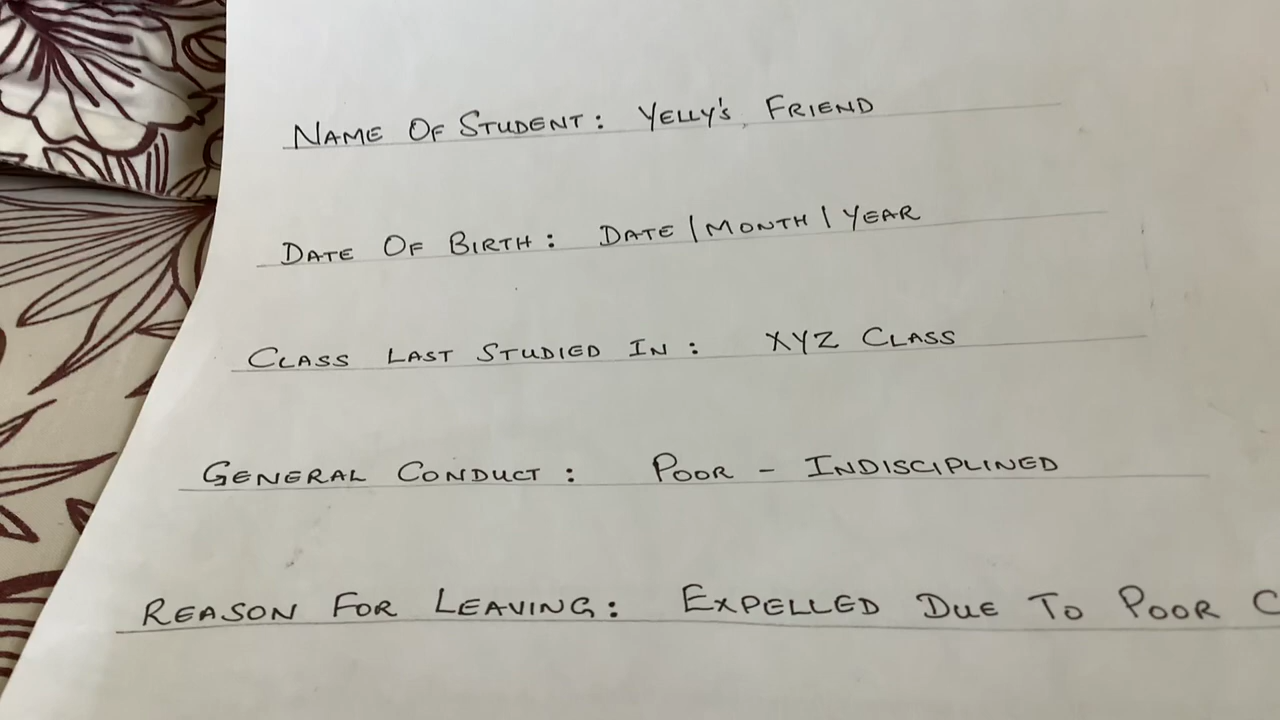 NAME OF STUDENT: YELLY'S FRIEND
DATE OF BIRTH: DATE/MONTH/YEAR
CLASS LAST STUDIED IN: XYZ CLASS
GENERAL CONDUCT: POOR - INDISCIPLINED
REASON FOR LEAVING: EXPELLED DUE TO POOR C